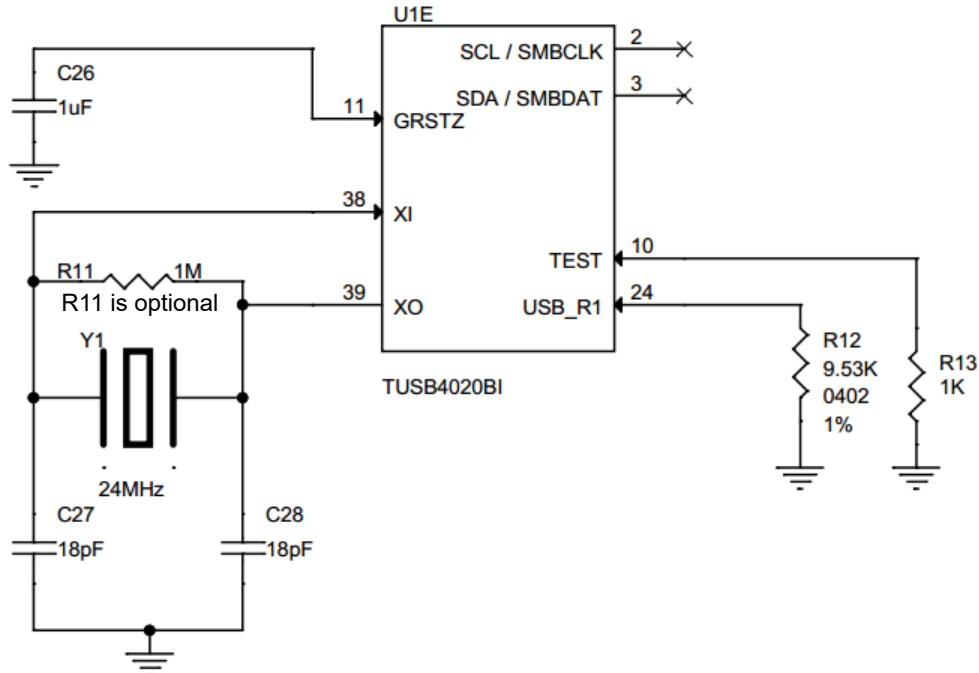 U1E
C26
1uF
SCL / SMBCLK
2
SDA / SMBDAT
3
11
GRSTZ
38
XI
R11
1M
R11 is optional
TEST
10
39
XO
USB_R1
24
Y1
TUSB4020BI
R12
9.53K
0402
1%
R13
1K
24MHz
C27
18pF
C28
18pF